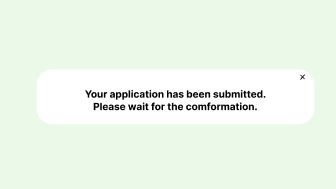 Your application has been submitted.
Please wait for the comformation.